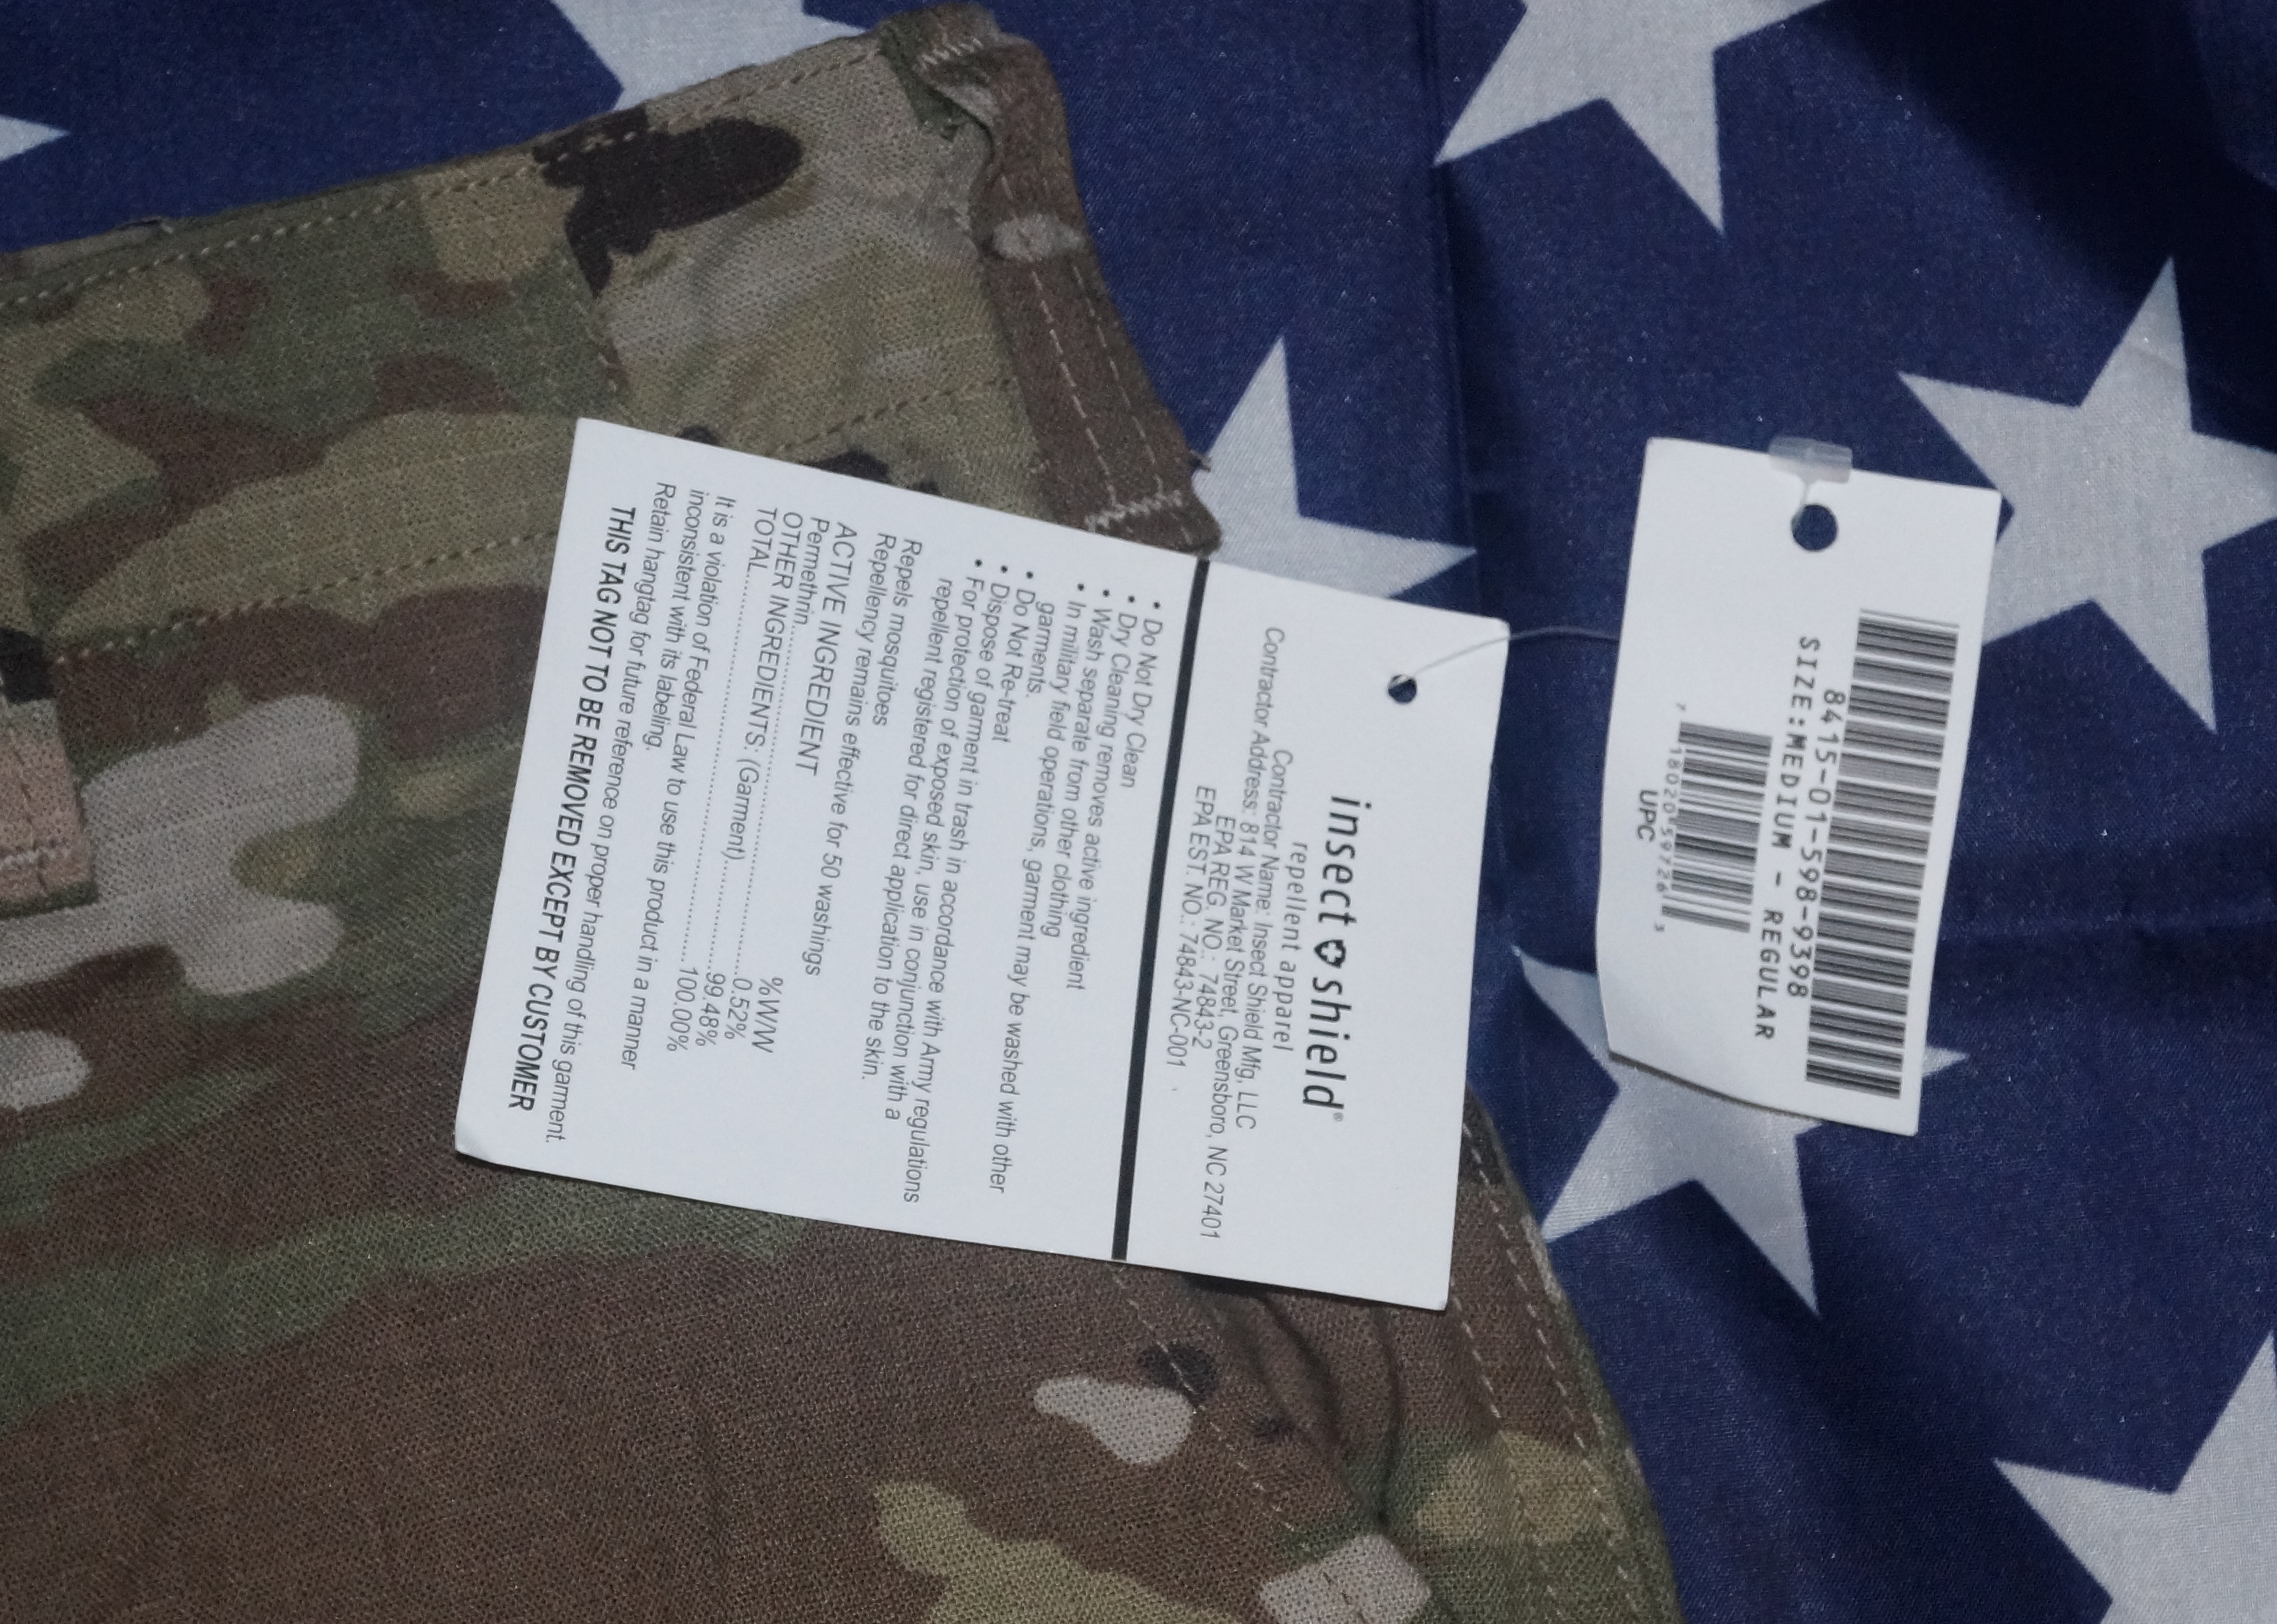 insect shield®
repellent apparel
Contractor Name: Insect Shield Mfg, LLC
Contractor Address: 814 W Market Street, Greensboro, NC 27401
EPA REG. NO.: 74843-2
EPA EST. NO.: 74843-NC-001
• Do Not Dry Clean
• Dry Cleaning removes active ingredient
• Wash separate from other clothing
• In military field operations, garment may be washed with other
garments.
• Do Not Re-treat
• Dispose of garment in trash in accordance with Army regulations
• For protection of exposed skin, use in conjunction with a
repellent registered for direct application to the skin.
Repels mosquitoes
Repellency remains effective for 50 washings
ACTIVE INGREDIENT %W/W
Permethrin..........................................0.52%
OTHER INGREDIENTS: (Garment)..........99.48%
TOTAL................................................100.00%
It is a violation of Federal Law to use this product in a manner
inconsistent with its labeling.
Retain hangtag for future reference on proper handling of this garment.
THIS TAG NOT TO BE REMOVED EXCEPT BY CUSTOMER
8415-01-598-9398
SIZE:MEDIUM - REGULAR
7 18020 59726 3
UPC